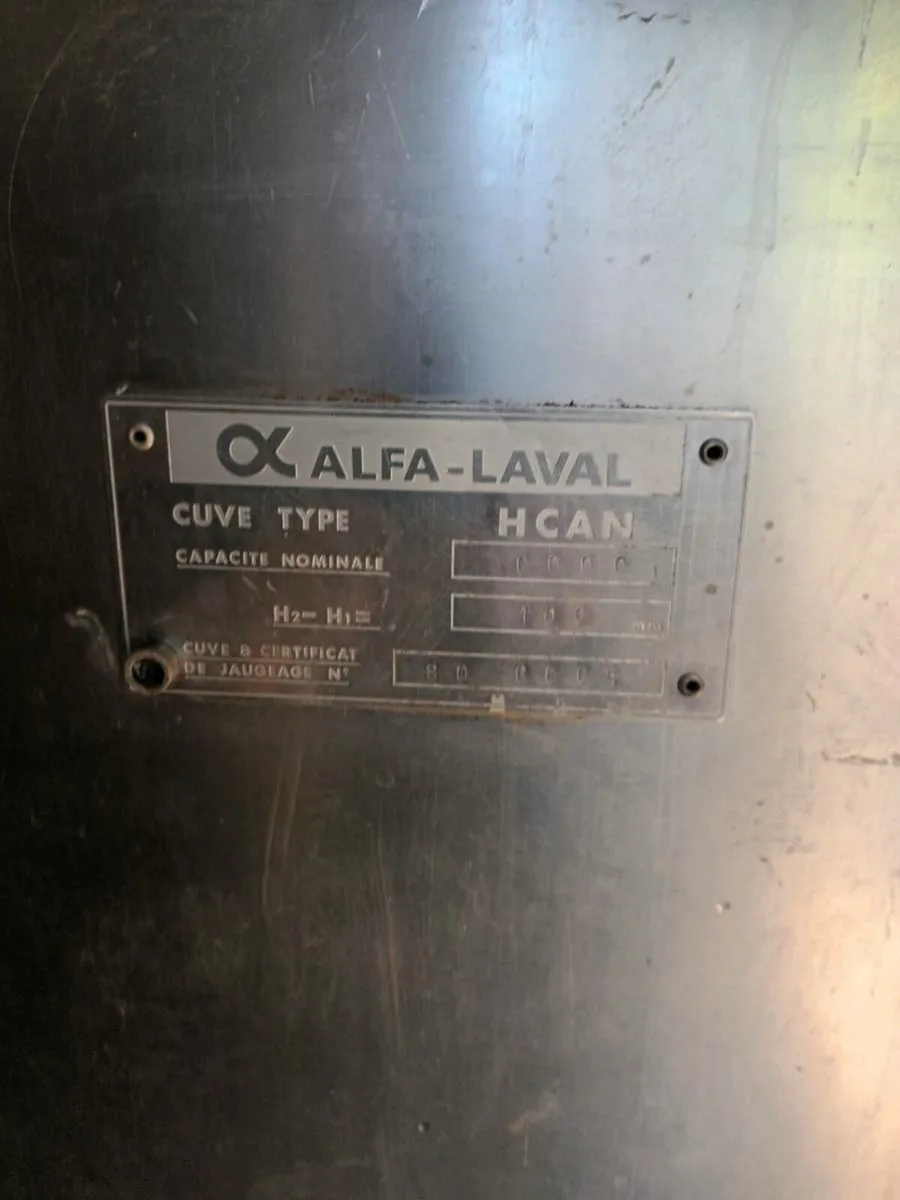 α ALFA-LAVAL
CUVE TYPE HCAN
CAPACITE NOMINALE
H2- H1=
CUVE & CERTIFICAT
DE JAUGEAGE N°